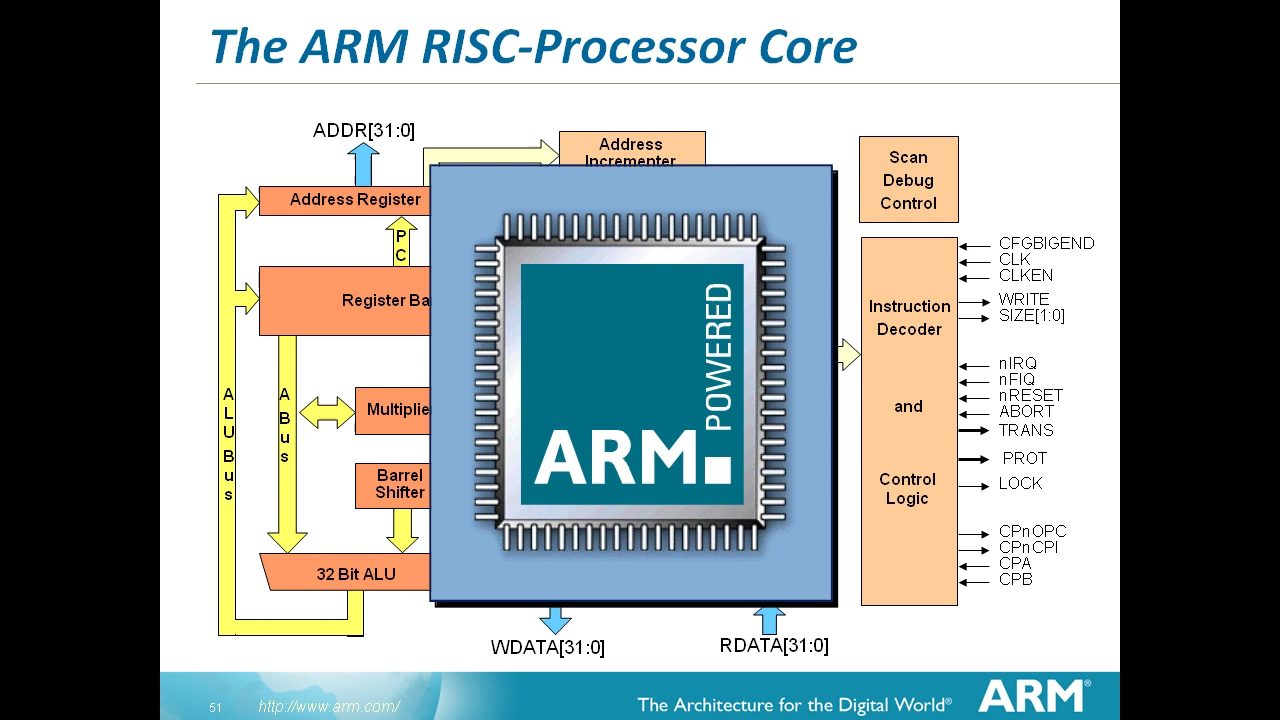 The ARM RISC-Processor Core
ADDR[31:0]
Address
Incrementer
Scan
Debug
Control
Address Register
P
C
Register Ba
A
L
U
B
u
s
A
B
u
s
Multiplie
Barrel
Shifter
32 Bit ALU
POWERED
ARM
Instruction
Decoder
and
Control
Logic
CFGBIGEND
CLK
CLKEN
WRITE
SIZE[1:0]
nIRQ
nFIQ
nRESET
ABORT
TRANS
PROT
LOCK
CPnOPC
CPnCPI
CPA
CPB
WDATA[31:0]
RDATA[31:0]
51
http://www.arm.com/
The Architecture for the Digital World®
ARM®